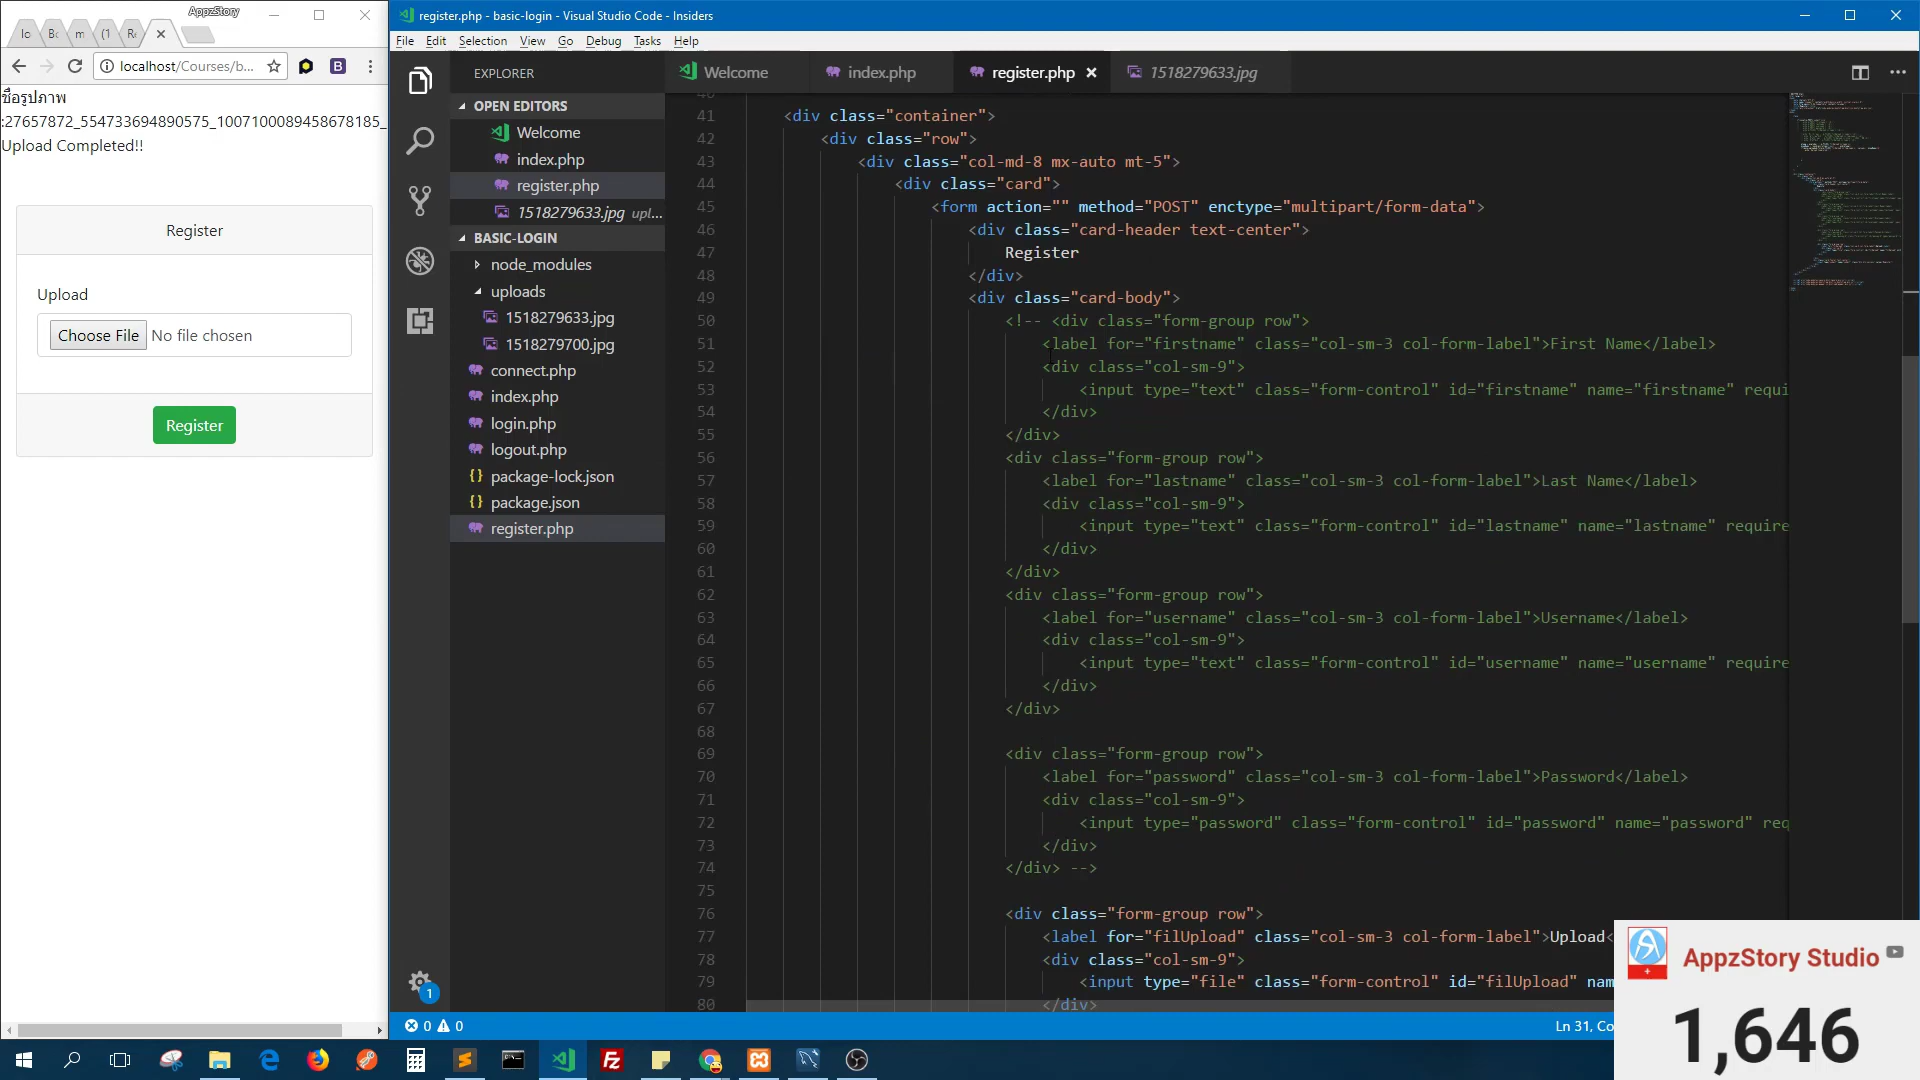 AppzStory
lo
Bo
m
(1
Re
localhost/Courses/b...
ชื่อรูปภาพ
:27657872_554733694890575_1007100089458678185_
Upload Completed!!
Register
Upload
Choose File No file chosen
Register
register.php - basic-login - Visual Studio Code - Insiders
File Edit Selection View Go Debug Tasks Help
EXPLORER
OPEN EDITORS
Welcome
index.php
register.php
1518279633.jpg upl...
BASIC-LOGIN
node_modules
uploads
1518279633.jpg
1518279700.jpg
connect.php
index.php
login.php
logout.php
package-lock.json
package.json
register.php
1
Welcome index.php register.php 1518279633.jpg
41 <div class="container">
42 <div class="row">
43 <div class="col-md-8 mx-auto mt-5">
44 <div class="card">
45 <form action="" method="POST" enctype="multipart/form-data">
46 <div class="card-header text-center">
47 Register
48 </div>
49 <div class="card-body">
50 <!-- <div class="form-group row">
51 <label for="firstname" class="col-sm-3 col-form-label">First Name</label>
52 <div class="col-sm-9">
53 <input type="text" class="form-control" id="firstname" name="firstname" requi
54 </div>
55 </div>
56 <div class="form-group row">
57 <label for="lastname" class="col-sm-3 col-form-label">Last Name</label>
58 <div class="col-sm-9">
59 <input type="text" class="form-control" id="lastname" name="lastname" require
60 </div>
61 </div>
62 <div class="form-group row">
63 <label for="username" class="col-sm-3 col-form-label">Username</label>
64 <div class="col-sm-9">
65 <input type="text" class="form-control" id="username" name="username" require
66 </div>
67 </div>
68
69 <div class="form-group row">
70 <label for="password" class="col-sm-3 col-form-label">Password</label>
71 <div class="col-sm-9">
72 <input type="password" class="form-control" id="password" name="password" req
73 </div>
74 </div> -->
75
76 <div class="form-group row">
77 <label for="filUpload" class="col-sm-3 col-form-label">Upload<
78 <div class="col-sm-9">
79 <input type="file" class="form-control" id="filUpload" nam
80 </div>
0 0
Ln 31, Co
AppzStory Studio
1,646